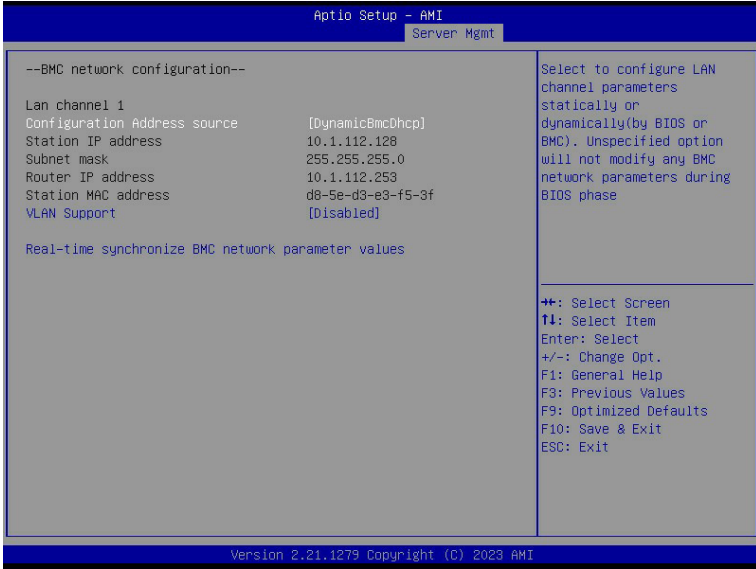 Aptio Setup – AMI
Server Mgmt
--BMC network configuration--
Lan channel 1
Configuration Address source [DynamicBmcDhcp]
Station IP address 10.1.112.128
Subnet mask 255.255.255.0
Router IP address 10.1.112.253
Station MAC address d8-5e-d3-e3-f5-3f
VLAN Support [Disabled]
Real-time synchronize BMC network parameter values
Select to configure LAN
channel parameters
statically or
dynamically(by BIOS or
BMC). Unspecified option
will not modify any BMC
network parameters during
BIOS phase
→←: Select Screen
↑↓: Select Item
Enter: Select
+/-: Change Opt.
F1: General Help
F3: Previous Values
F9: Optimized Defaults
F10: Save & Exit
ESC: Exit
Version 2.21.1279 Copyright (C) 2023 AMI